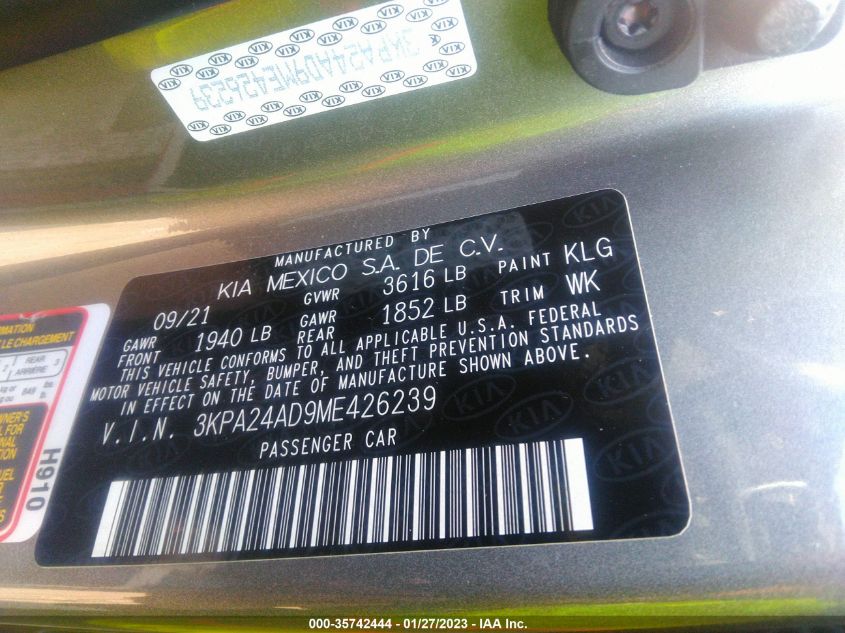 3KPA24AD9ME426239
MANUFACTURED BY
KIA MEXICO S.A. DE C.V.
09/21 GVWR 3616 LB PAINT KLG
GAWR FRONT 1940 LB GAWR REAR 1852 LB TRIM WK
THIS VEHICLE CONFORMS TO ALL APPLICABLE U.S.A. FEDERAL
MOTOR VEHICLE SAFETY, BUMPER, AND THEFT PREVENTION STANDARDS
IN EFFECT ON THE DATE OF MANUFACTURE SHOWN ABOVE.
V.I.N. 3KPA24AD9ME426239
PASSENGER CAR
REAR
ARRIÈRE 3
H910
000-35742444 - 01/27/2023 - IAA Inc.